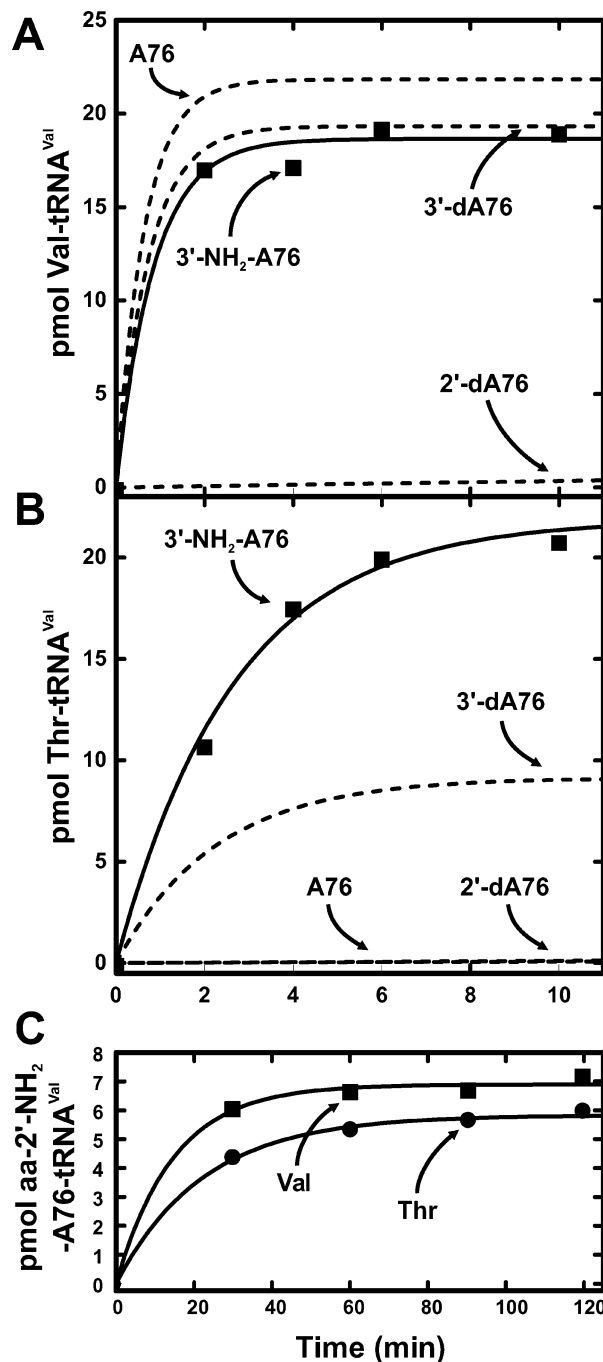 A
25
20
15
10
5
0
pmol Val-tRNAVal
A76
3'-dA76
3'-NH2-A76
2'-dA76
B
20
15
10
5
0
pmol Thr-tRNAVal
3'-NH2-A76
3'-dA76
A76
2'-dA76
0 2 4 6 8 10
C
8
7
6
5
4
3
2
1
0
pmol aa-2'-NH2
-A76-tRNAVal
Val
Thr
0 20 40 60 80 100 120
Time (min)